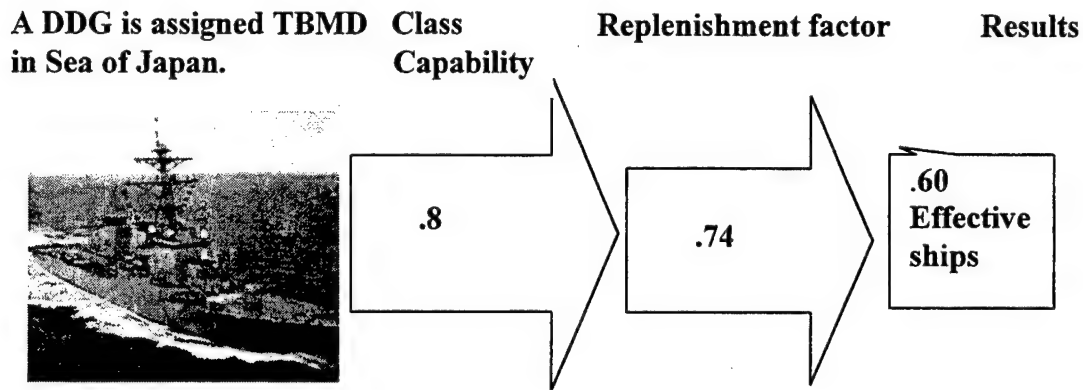 A DDG is assigned TBMD
in Sea of Japan.
Class
Capability
Replenishment factor
Results
.8
.74
.60
Effective
ships